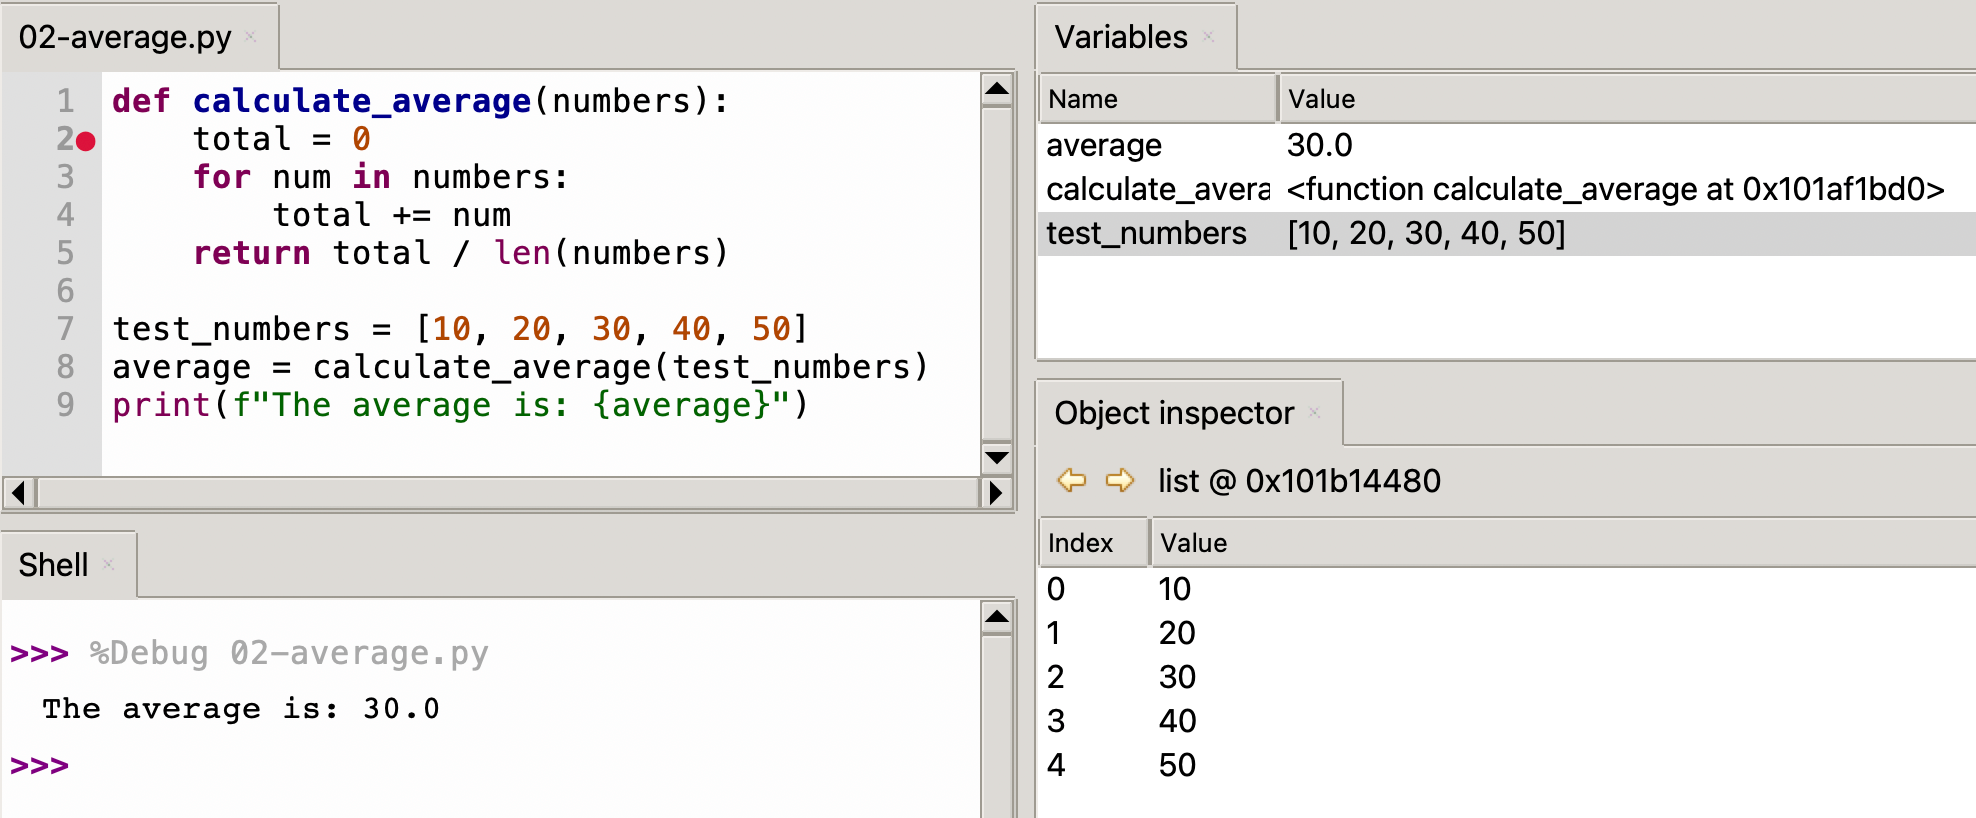 02-average.py
1 def calculate_average(numbers):
2     total = 0
3     for num in numbers:
4         total += num
5     return total / len(numbers)
6
7 test_numbers = [10, 20, 30, 40, 50]
8 average = calculate_average(test_numbers)
9 print(f"The average is: {average}")
Shell
>>> %Debug 02-average.py
The average is: 30.0
>>>
Variables
Name Value
average 30.0
calculate_avera <function calculate_average at 0x101af1bd0>
test_numbers [10, 20, 30, 40, 50]
Object inspector
list @ 0x101b14480
Index Value
0 10
1 20
2 30
3 40
4 50